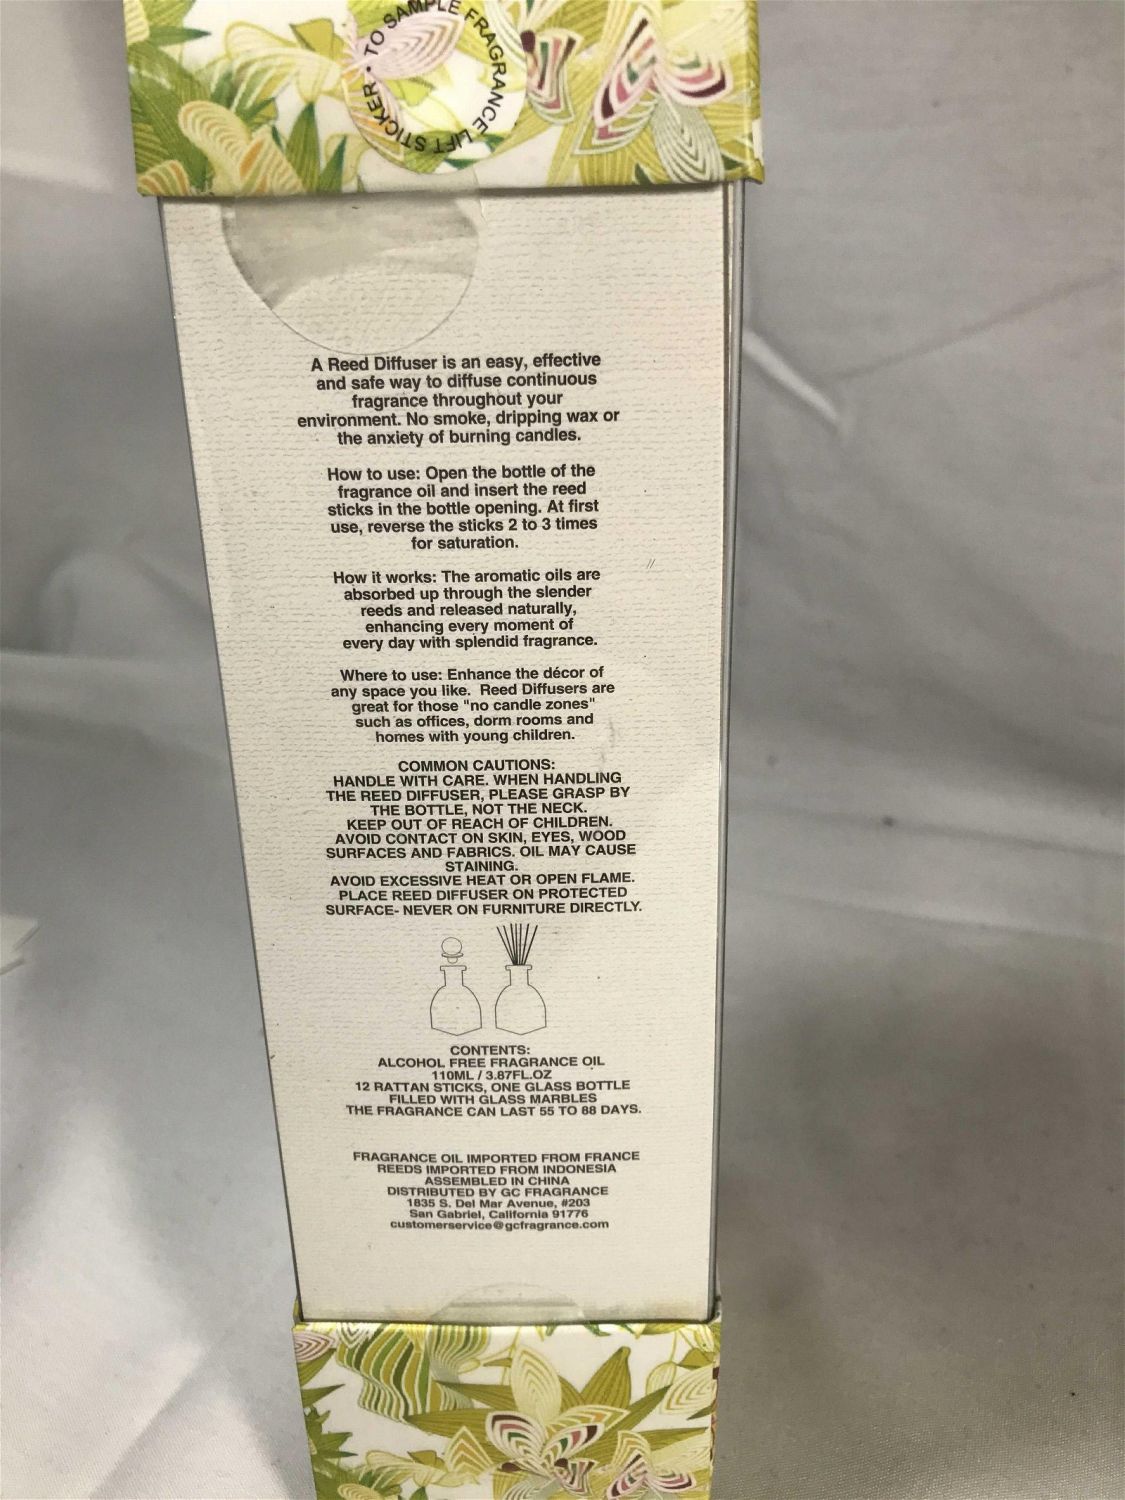 • TO SAMPLE FRAGRANCE LIFT STICKER
A Reed Diffuser is an easy, effective
and safe way to diffuse continuous
fragrance throughout your
environment. No smoke, dripping wax or
the anxiety of burning candles.
How to use: Open the bottle of the
fragrance oil and insert the reed
sticks in the bottle opening. At first
use, reverse the sticks 2 to 3 times
for saturation.
How it works: The aromatic oils are
absorbed up through the slender
reeds and released naturally,
enhancing every moment of
every day with splendid fragrance.
Where to use: Enhance the décor of
any space you like. Reed Diffusers are
great for those "no candle zones"
such as offices, dorm rooms and
homes with young children.
COMMON CAUTIONS:
HANDLE WITH CARE. WHEN HANDLING
THE REED DIFFUSER, PLEASE GRASP BY
THE BOTTLE, NOT THE NECK.
KEEP OUT OF REACH OF CHILDREN.
AVOID CONTACT ON SKIN, EYES, WOOD
SURFACES AND FABRICS. OIL MAY CAUSE
STAINING.
AVOID EXCESSIVE HEAT OR OPEN FLAME.
PLACE REED DIFFUSER ON PROTECTED
SURFACE- NEVER ON FURNITURE DIRECTLY.
CONTENTS:
ALCOHOL FREE FRAGRANCE OIL
110ML / 3.87FL.OZ
12 RATTAN STICKS, ONE GLASS BOTTLE
FILLED WITH GLASS MARBLES
THE FRAGRANCE CAN LAST 55 TO 88 DAYS.
FRAGRANCE OIL IMPORTED FROM FRANCE
REEDS IMPORTED FROM INDONESIA
ASSEMBLED IN CHINA
DISTRIBUTED BY GC FRAGRANCE
1835 S. Del Mar Avenue, #203
San Gabriel, California 91776
customerservice@gcfragrance.com